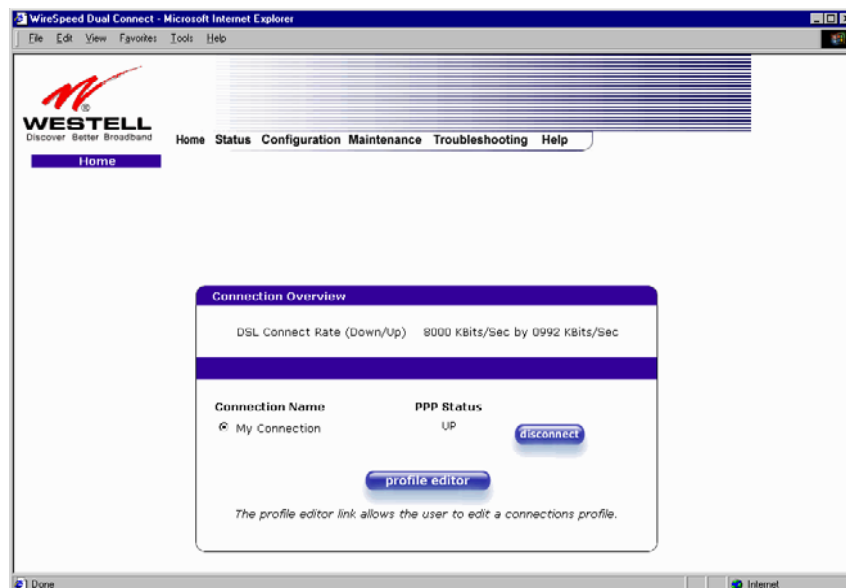 WireSpeed Dual Connect - Microsoft Internet Explorer
File Edit View Favorites Tools Help
®
WESTELL
Discover Better Broadband
Home Status Configuration Maintenance Troubleshooting Help
Home
Connection Overview
DSL Connect Rate (Down/Up) 8000 KBits/Sec by 0992 KBits/Sec
Connection Name PPP Status
My Connection UP disconnect
profile editor
The profile editor link allows the user to edit a connections profile.
Done Internet